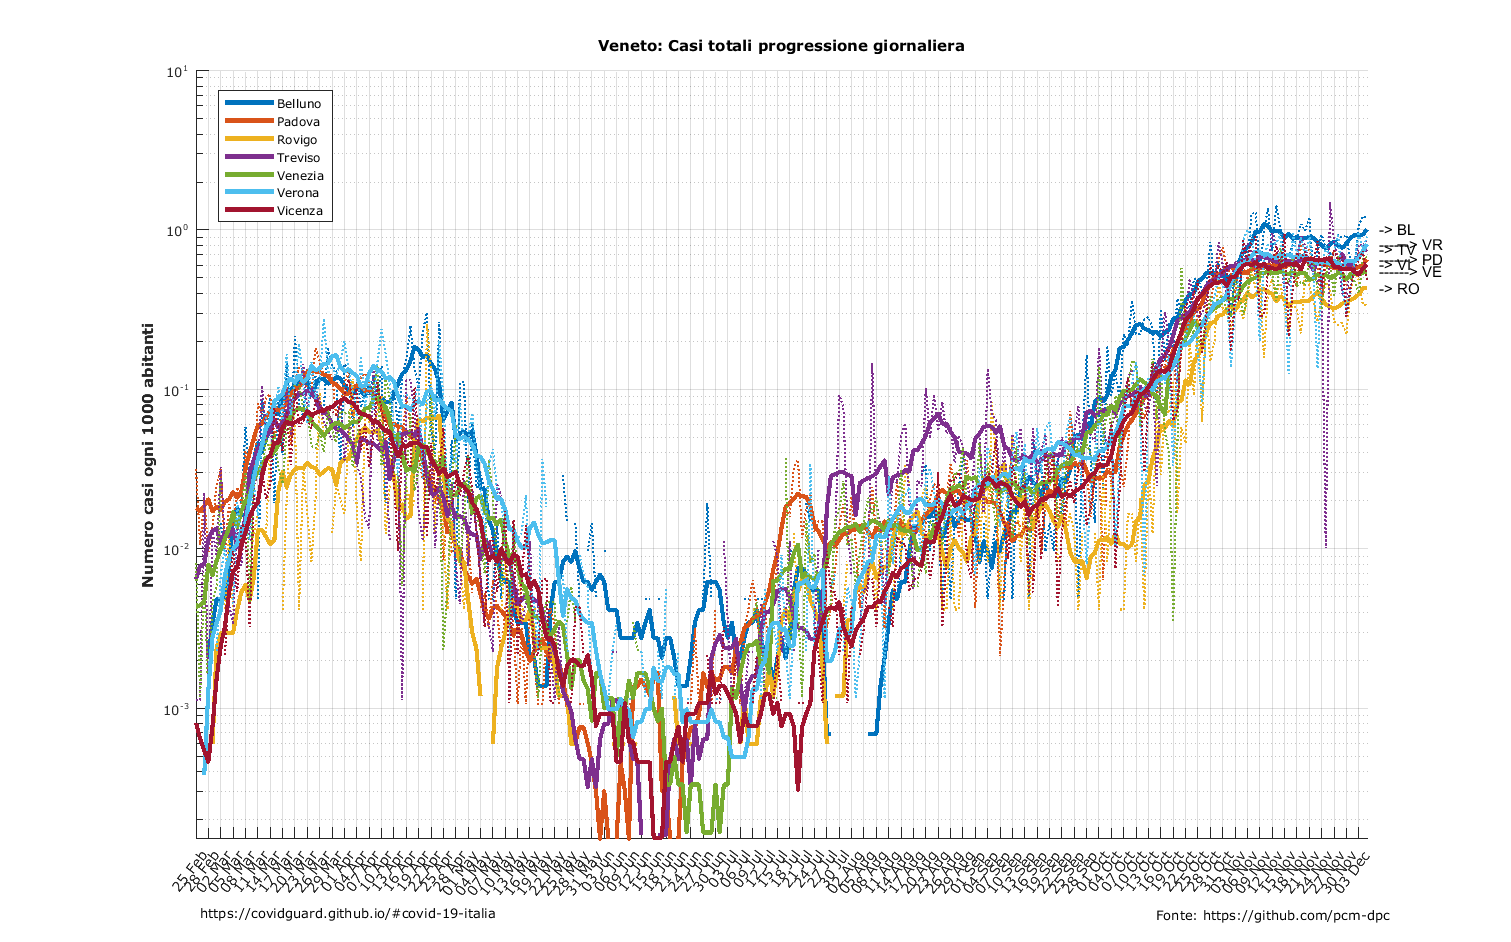 Veneto: Casi totali progressione giornaliera
Numero casi ogni 1000 abitanti
10¹
10⁰
10⁻¹
10⁻²
10⁻³
Belluno
Padova
Rovigo
Treviso
Venezia
Verona
Vicenza
-> BL
------> VR
-> TV
------> PD
-> VI
------> VE
-> RO
25 Feb
28 Feb
02 Mar
05 Mar
08 Mar
11 Mar
14 Mar
17 Mar
20 Mar
23 Mar
26 Mar
29 Mar
01 Apr
04 Apr
07 Apr
10 Apr
13 Apr
16 Apr
19 Apr
22 Apr
25 Apr
28 Apr
01 May
04 May
07 May
10 May
13 May
16 May
19 May
22 May
25 May
28 May
31 May
03 Jun
06 Jun
09 Jun
12 Jun
15 Jun
18 Jun
21 Jun
24 Jun
27 Jun
30 Jun
03 Jul
06 Jul
09 Jul
12 Jul
15 Jul
18 Jul
21 Jul
24 Jul
27 Jul
30 Jul
02 Aug
05 Aug
08 Aug
11 Aug
14 Aug
17 Aug
20 Aug
23 Aug
26 Aug
29 Aug
01 Sep
04 Sep
07 Sep
10 Sep
13 Sep
16 Sep
19 Sep
22 Sep
25 Sep
28 Sep
01 Oct
04 Oct
07 Oct
10 Oct
13 Oct
16 Oct
19 Oct
22 Oct
25 Oct
28 Oct
31 Oct
03 Nov
06 Nov
09 Nov
12 Nov
15 Nov
18 Nov
21 Nov
24 Nov
27 Nov
30 Nov
03 Dec
https://covidguard.github.io/#covid-19-italia
Fonte: https://github.com/pcm-dpc